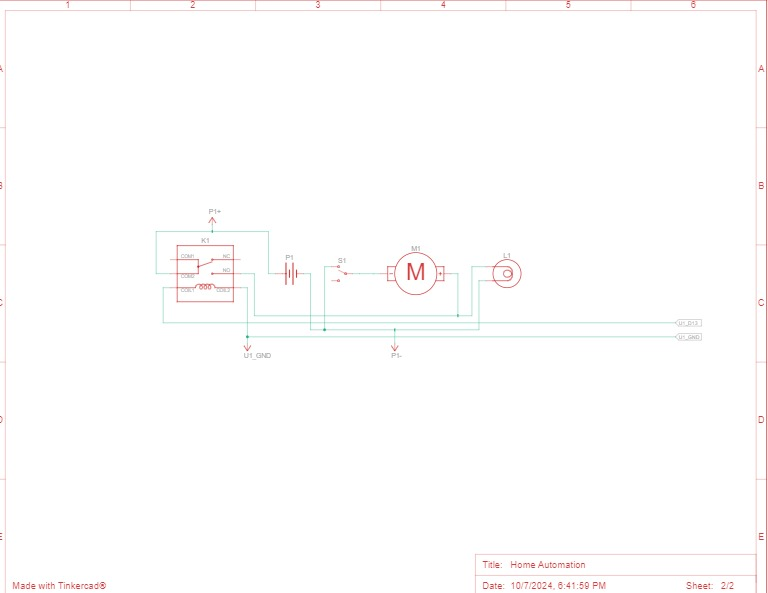 1 2 3 4 5 6
A A
B B
P1+
K1
COM1 NC
P1 S1 M1 L1
NO
COM2
M
- +
C C
COIL1 COIL2
U1_D13
U1_GND
U1_GND P1-
D D
E E
Title: Home Automation
Made with Tinkercad® Date: 10/7/2024, 6:41:59 PM Sheet: 2/2